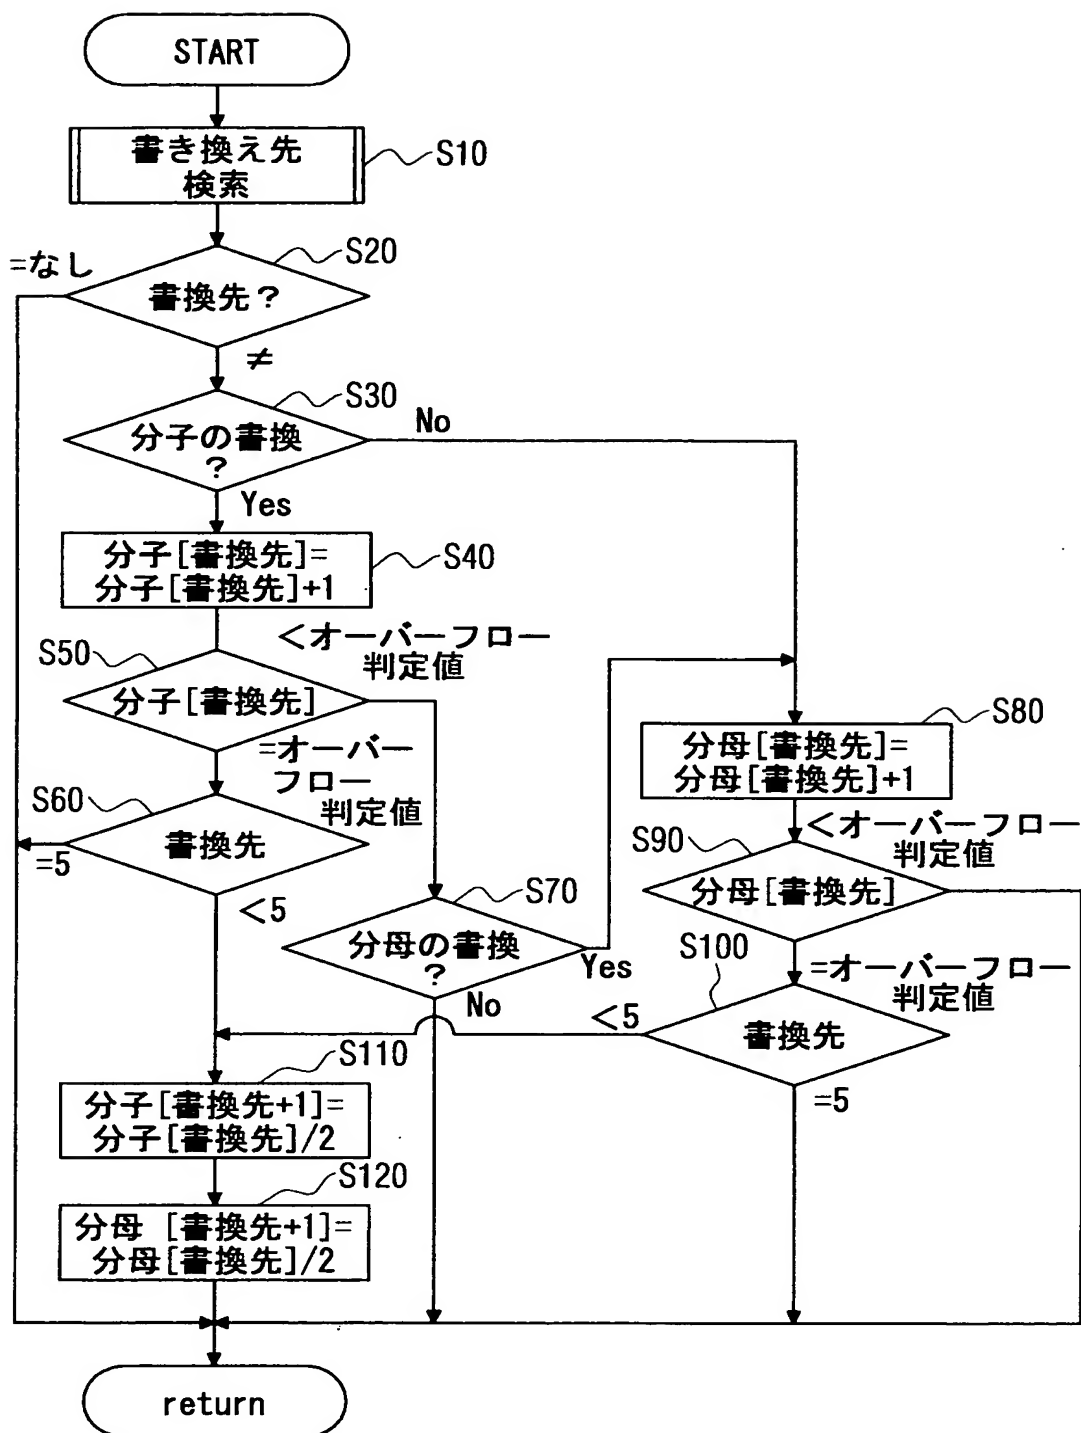 START
書き換え先
検索
S10
S20
=なし
書換先？
≠
S30
No
分子の書換
？
Yes
分子[書換先]=
分子[書換先]+1
S40
<オーバーフロー
判定値
S50
分子[書換先]
=オーバー
フロー
判定値
S60
書換先
=5
<5
S70
分母の書換
？
Yes
No
S80
分母[書換先]=
分母[書換先]+1
<オーバーフロー
判定値
S90
分母[書換先]
S100
=オーバーフロー
判定値
<5
書換先
=5
S110
分子[書換先+1]=
分子[書換先]/2
S120
分母 [書換先+1]=
分母[書換先]/2
return